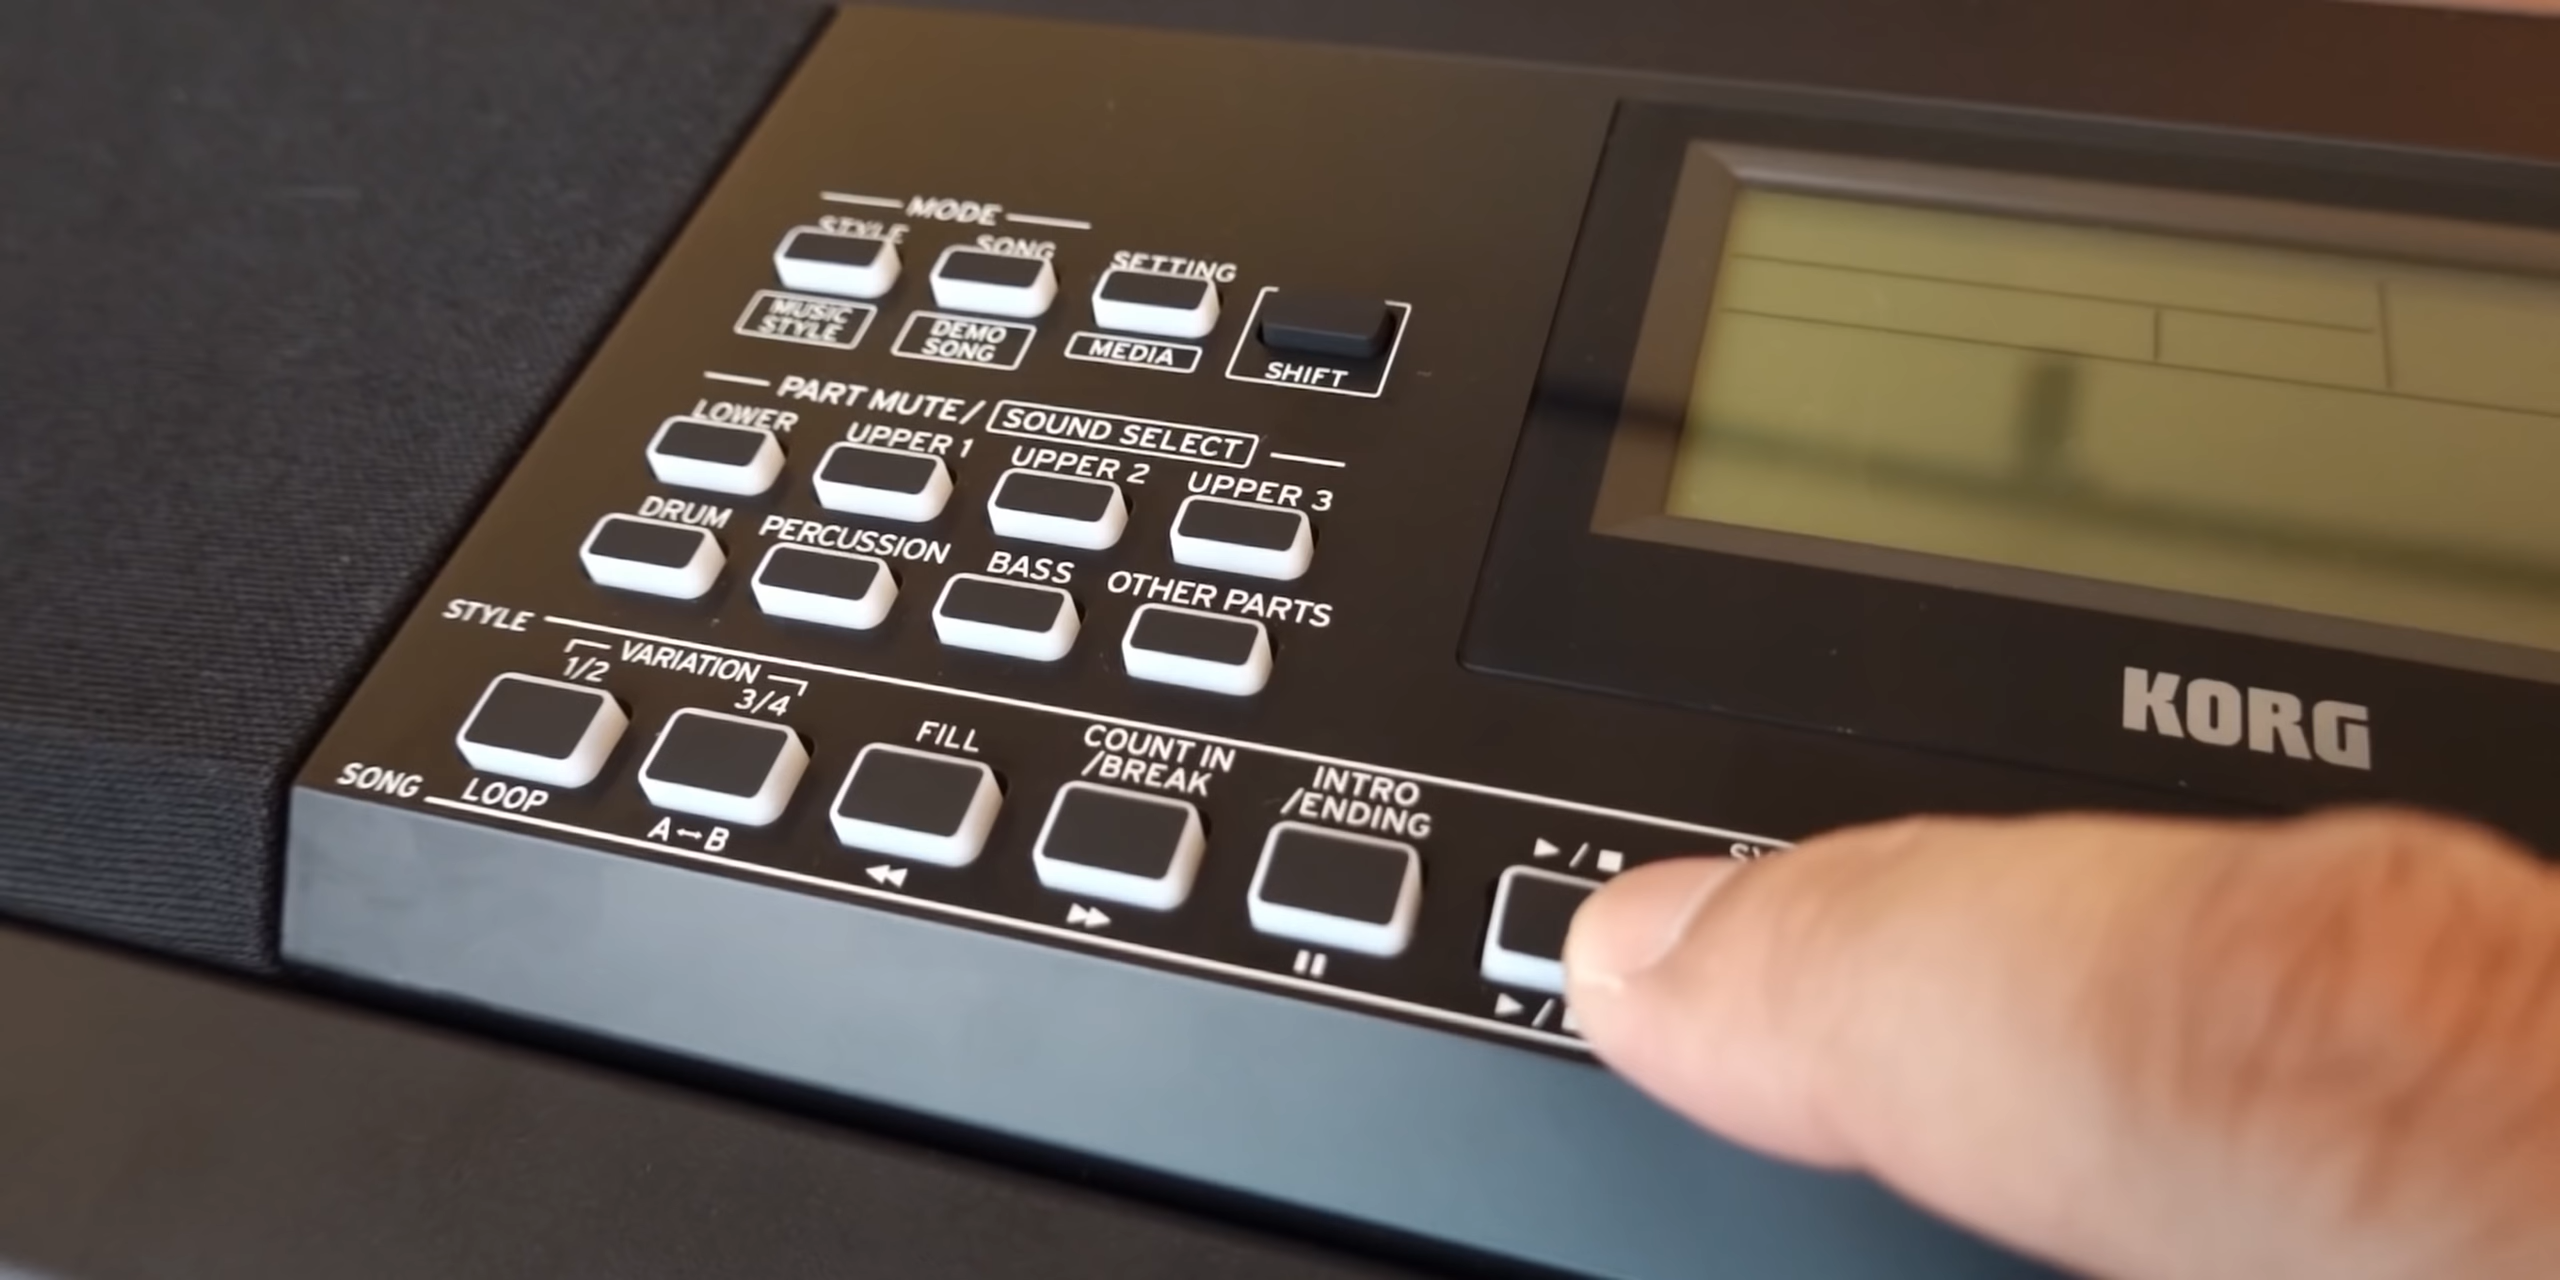 MODE
STYLE SONG SETTING
MUSIC STYLE DEMO SONG MEDIA SHIFT
PART MUTE/ SOUND SELECT
LOWER UPPER 1 UPPER 2 UPPER 3
DRUM PERCUSSION BASS OTHER PARTS
STYLE
VARIATION
1/2 3/4 FILL COUNT IN /BREAK INTRO /ENDING ▶/■
SONG LOOP A↔B ◀◀ ▶▶ ▮▮ ▶/
KORG